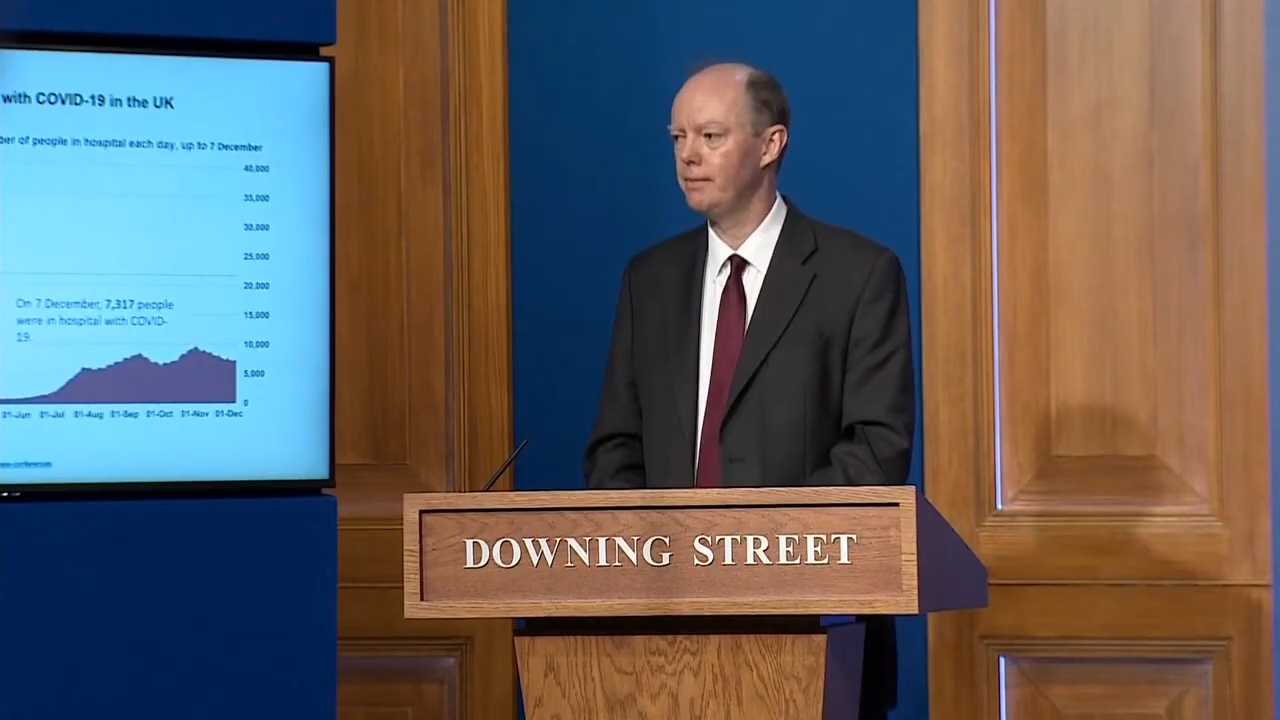 with COVID-19 in the UK
of people in hospital each day, up to 7 December
40,000
35,000
30,000
25,000
20,000
15,000
10,000
5,000
0
On 7 December, 7,317 people
were in hospital with COVID-
19.
01-Jun 01-Jul 01-Aug 01-Sep 01-Oct 01-Nov 01-Dec
DOWNING STREET